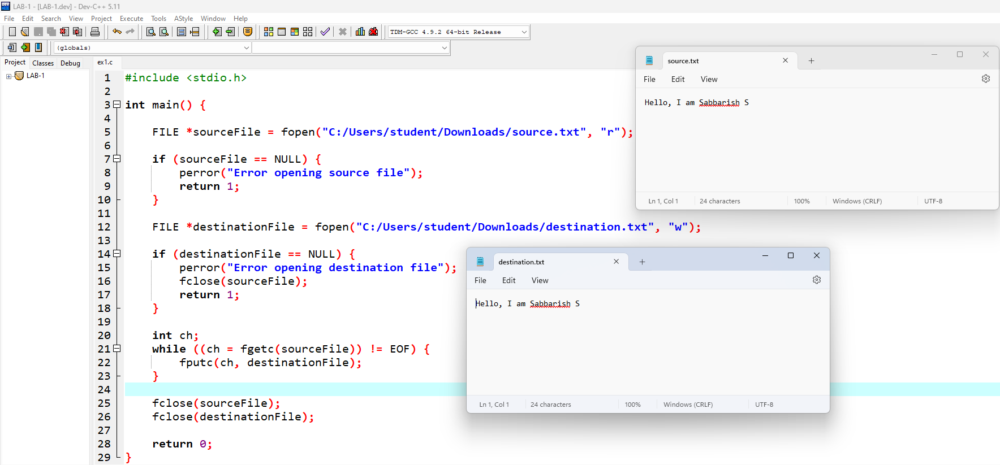 LAB-1 - [LAB-1.dev] - Dev-C++ 5.11
File Edit Search View Project Execute Tools AStyle Window Help
TDM-GCC 4.9.2 64-bit Release
(globals)
Project Classes Debug
LAB-1
ex1.c
1 #include <stdio.h>
2
3 int main() {
4
5 FILE *sourceFile = fopen("C:/Users/student/Downloads/source.txt", "r");
6
7 if (sourceFile == NULL) {
8 perror("Error opening source file");
9 return 1;
10 }
11
12 FILE *destinationFile = fopen("C:/Users/student/Downloads/destination.txt", "w");
13
14 if (destinationFile == NULL) {
15 perror("Error opening destination file");
16 fclose(sourceFile);
17 return 1;
18 }
19
20 int ch;
21 while ((ch = fgetc(sourceFile)) != EOF) {
22 fputc(ch, destinationFile);
23 }
24
25 fclose(sourceFile);
26 fclose(destinationFile);
27
28 return 0;
29 }
source.txt
File Edit View
Hello, I am Sabbarish S
Ln 1, Col 1 24 characters 100% Windows (CRLF) UTF-8
destination.txt
File Edit View
Hello, I am Sabbarish S
Ln 1, Col 1 24 characters 100% Windows (CRLF) UTF-8